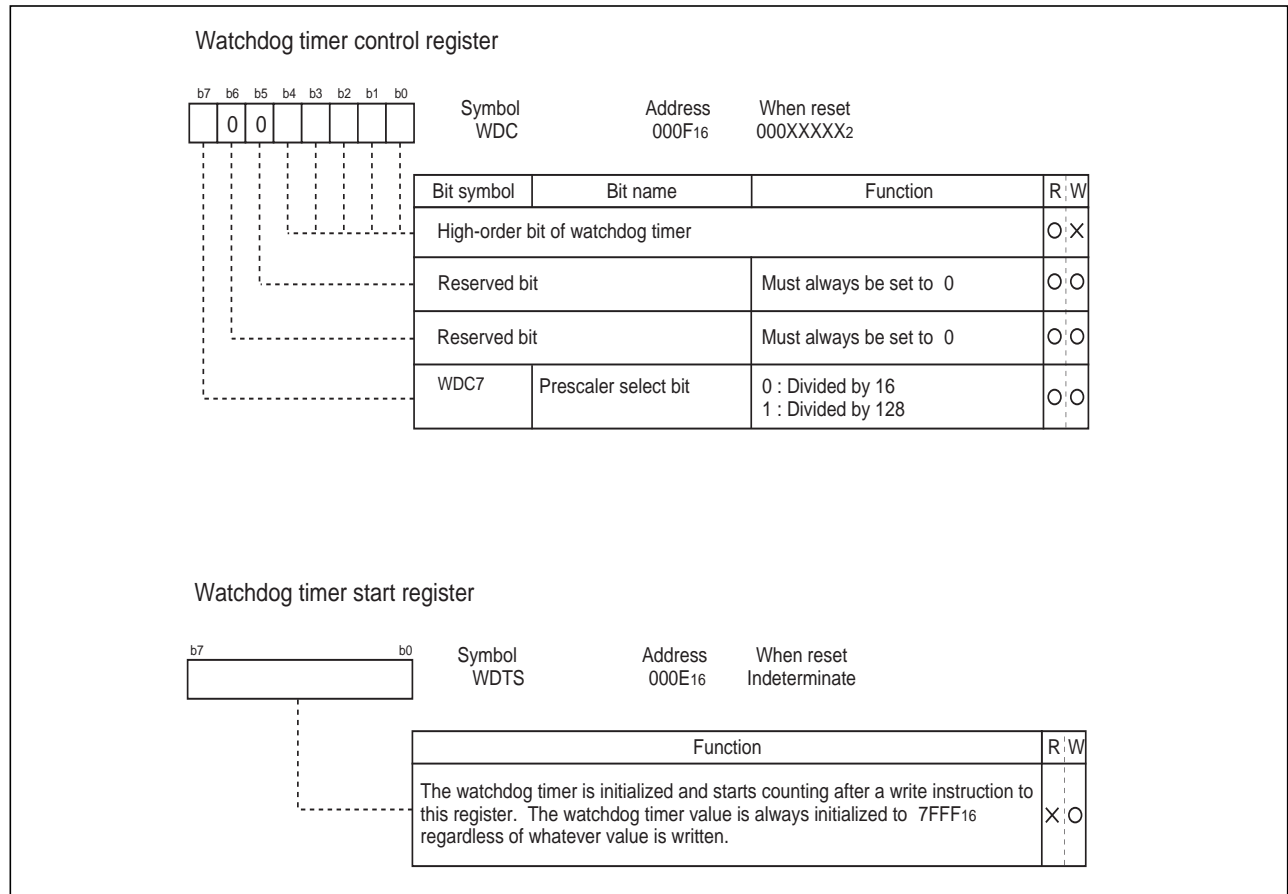 Watchdog timer control register
b7 b6 b5 b4 b3 b2 b1 b0
0 0
Symbol Address When reset
WDC 000F16 000XXXXX2
Bit symbol Bit name Function R W
High-order bit of watchdog timer O X
Reserved bit Must always be set to 0 O O
Reserved bit Must always be set to 0 O O
WDC7 Prescaler select bit 0 : Divided by 16
1 : Divided by 128 O O
Watchdog timer start register
b7 b0
Symbol Address When reset
WDTS 000E16 Indeterminate
Function R W
The watchdog timer is initialized and starts counting after a write instruction to
this register. The watchdog timer value is always initialized to 7FFF16
regardless of whatever value is written. X O